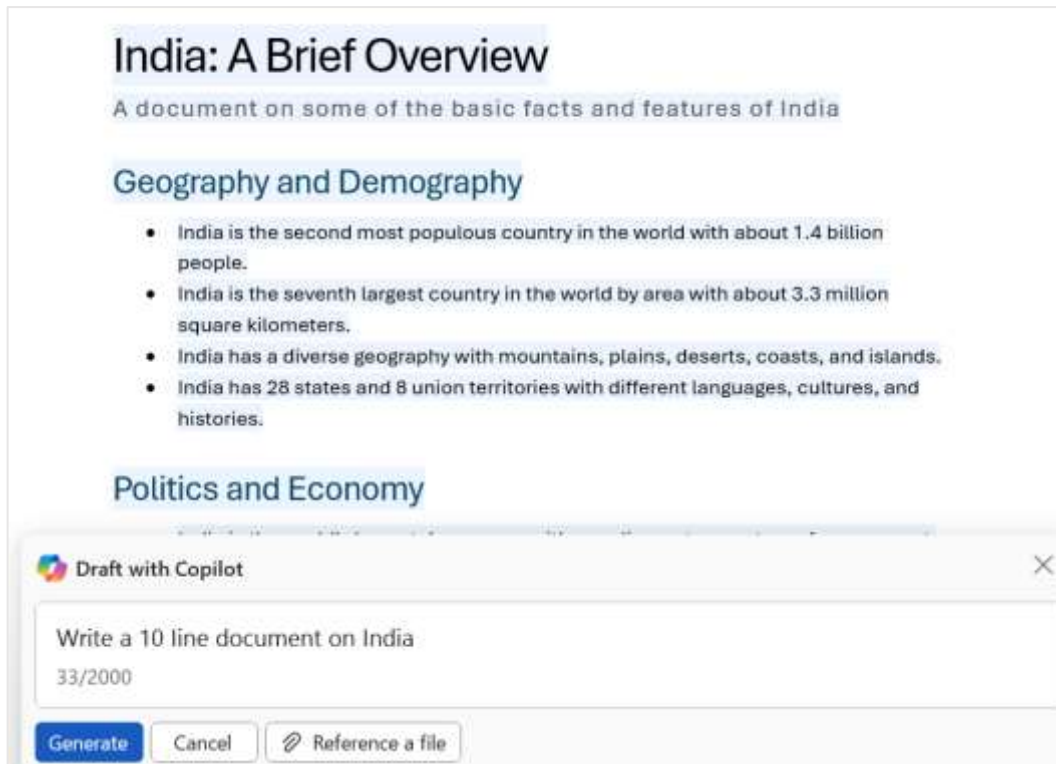 India: A Brief Overview
A document on some of the basic facts and features of India
Geography and Demography
• India is the second most populous country in the world with about 1.4 billion
people.
• India is the seventh largest country in the world by area with about 3.3 million
square kilometers.
• India has a diverse geography with mountains, plains, deserts, coasts, and islands.
• India has 28 states and 8 union territories with different languages, cultures, and
histories.
Politics and Economy
Draft with Copilot
Write a 10 line document on India
33/2000
Generate
Cancel
Reference a file